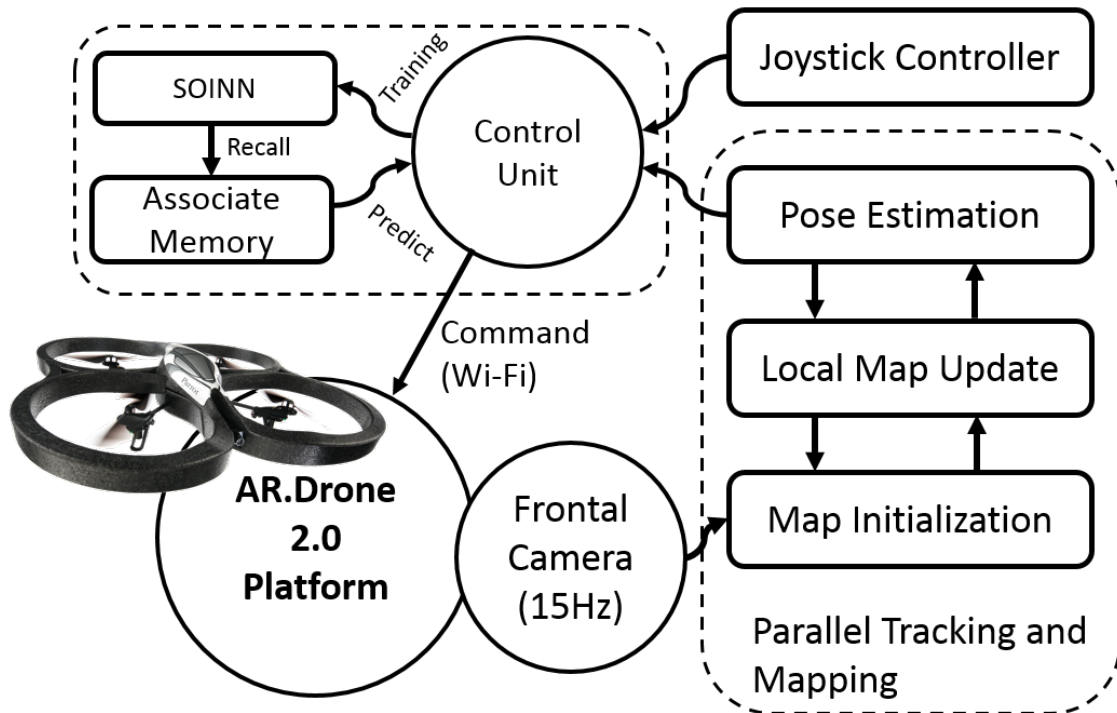 SOINN
Training
Recall
Associate
Memory
Predict
Control
Unit
Joystick Controller
Pose Estimation
Local Map Update
Map Initialization
Parallel Tracking and
Mapping
Command
(Wi-Fi)
Parrot
AR.Drone
2.0
Platform
Frontal
Camera
(15Hz)